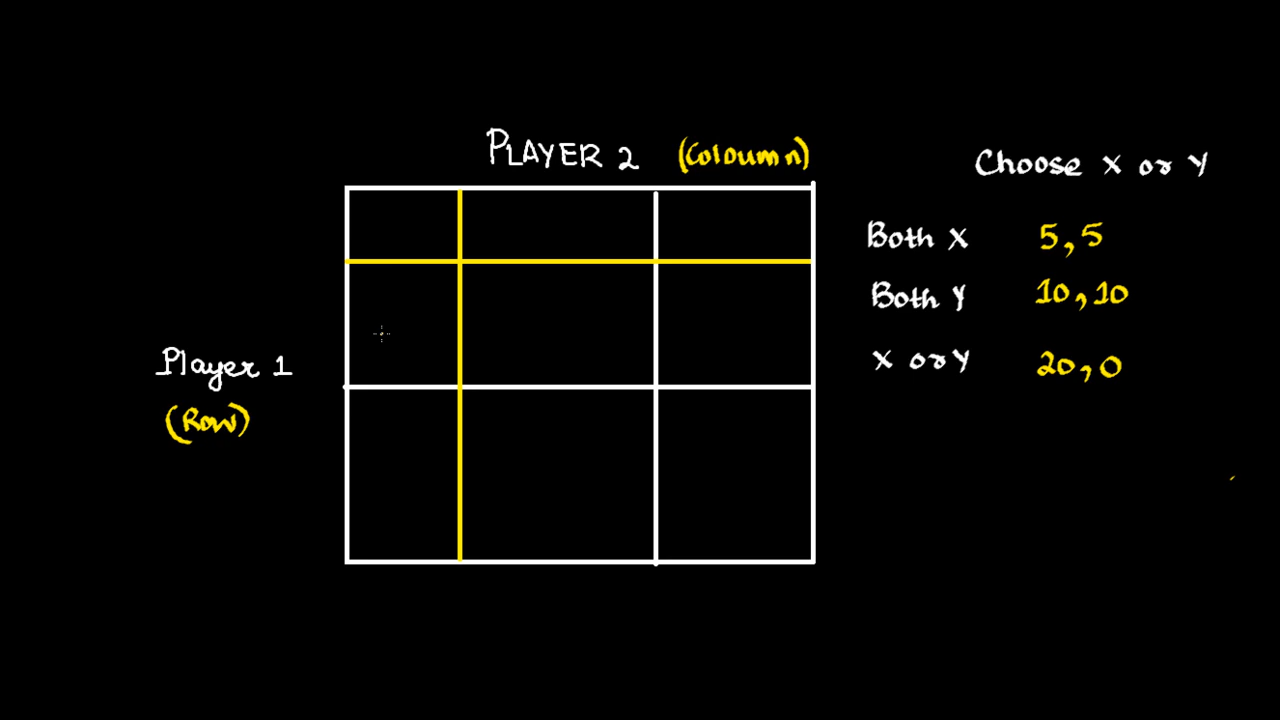 PLAYER 2 (Coloumn)
Choose X or Y
Both X 5,5
Both Y 10,10
X or Y 20,0
Player 1
(Row)